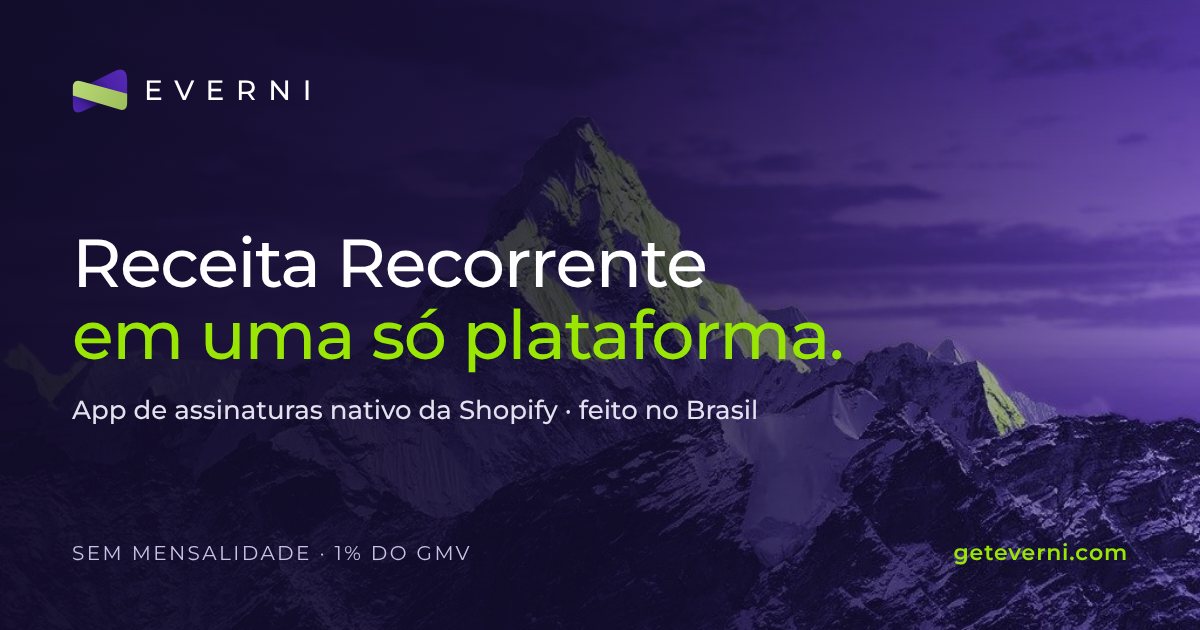 EVERNI
Receita Recorrente
em uma só plataforma.
App de assinaturas nativo da Shopify · feito no Brasil
SEM MENSALIDADE · 1% DO GMV
geteverni.com